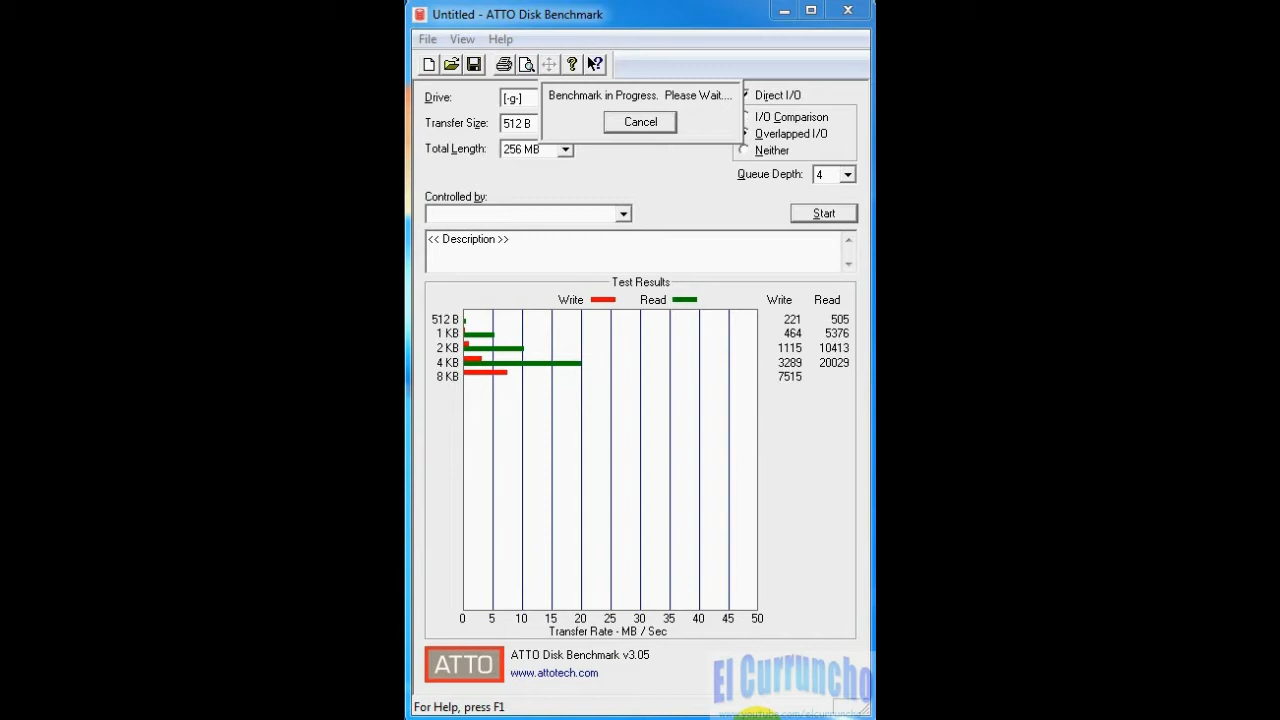 Untitled - ATTO Disk Benchmark
File View Help
Drive: [-g-]
Benchmark in Progress. Please Wait....
Cancel
Direct I/O
I/O Comparison
Transfer Size: 512 B
Overlapped I/O
Total Length: 256 MB
Neither
Queue Depth: 4
Controlled by:
Start
<< Description >>
Test Results
Write Read Write Read
512 B 221 505
1 KB 464 5376
2 KB 1115 10413
4 KB 3289 20029
8 KB 7515
0 5 10 15 20 25 30 35 40 45 50
Transfer Rate - MB / Sec
ATTO
ATTO Disk Benchmark v3.05
www.attotech.com
El Curruncho
www.youtube.com/elcurruncho
For Help, press F1